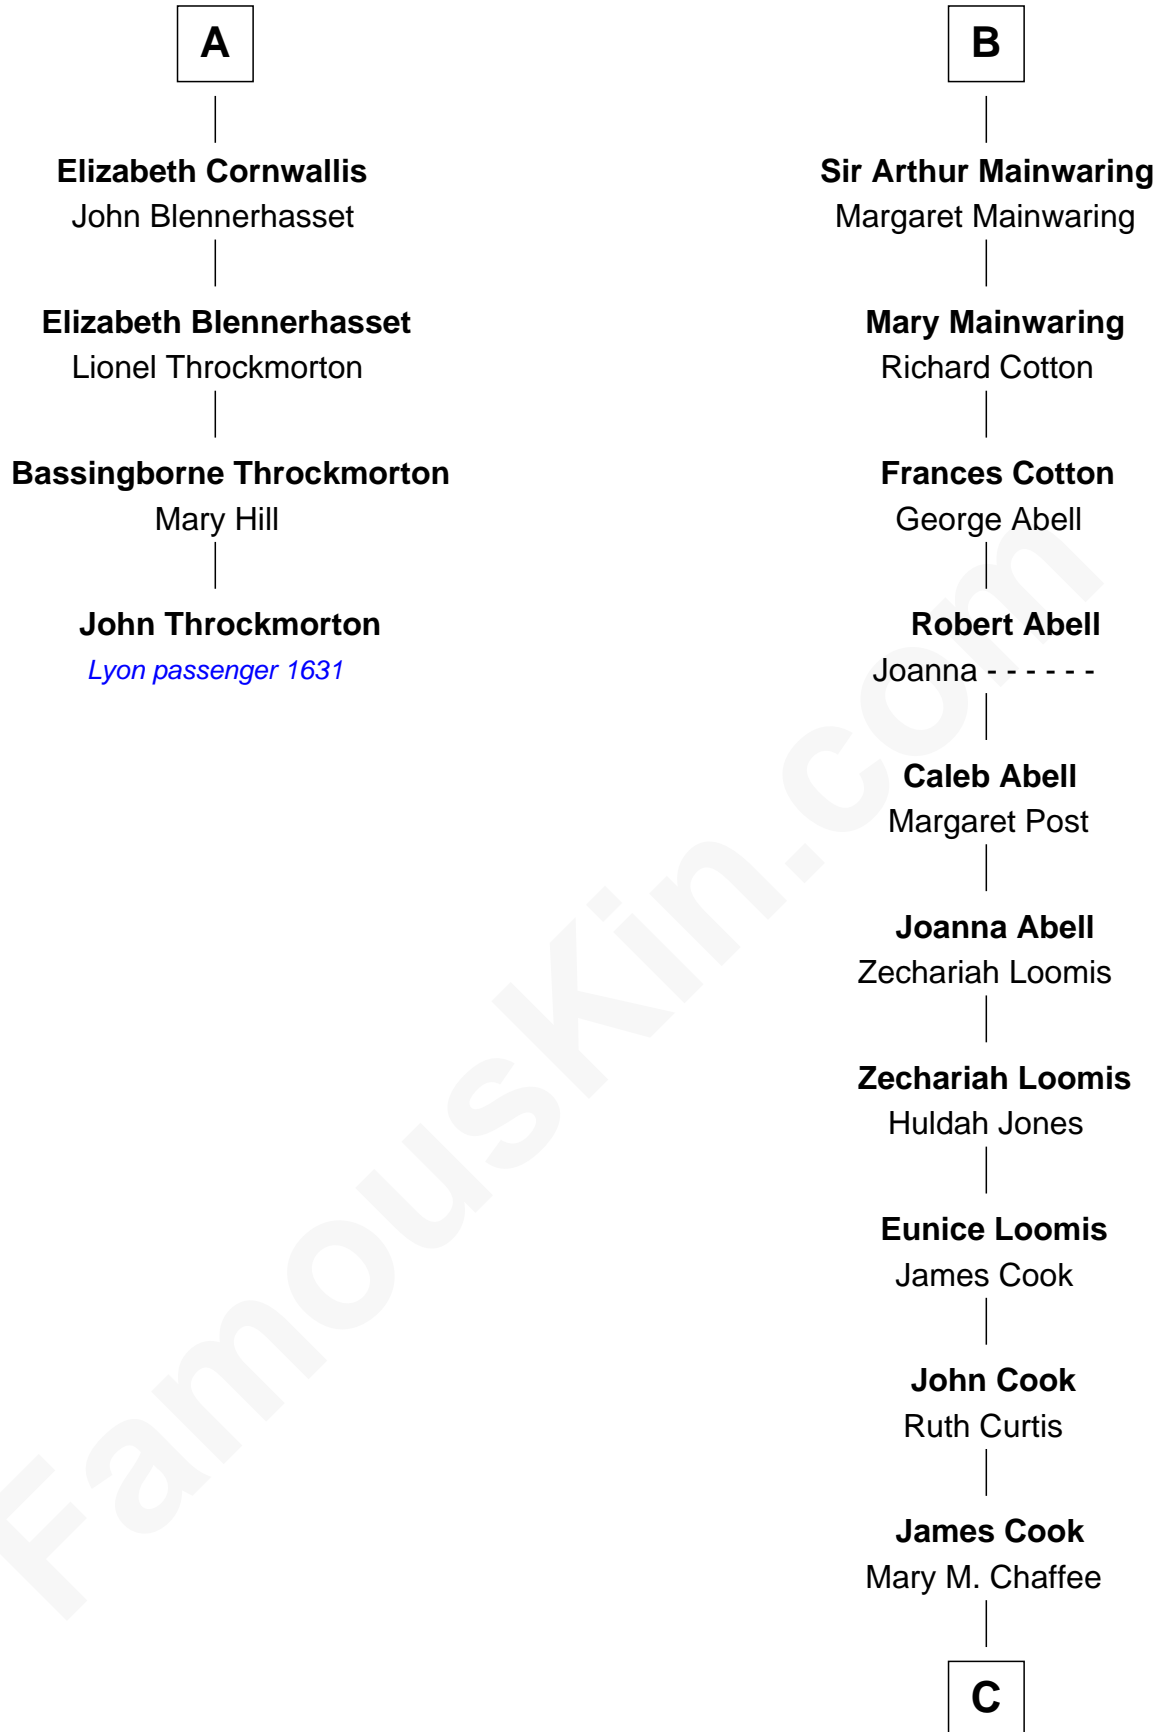 A
Elizabeth Cornwallis
John Blennerhasset
Elizabeth Blennerhasset
Lionel Throckmorton
Bassingborne Throckmorton
Mary Hill
John Throckmorton
Lyon passenger 1631
B
Sir Arthur Mainwaring
Margaret Mainwaring
Mary Mainwaring
Richard Cotton
Frances Cotton
George Abell
Robert Abell
Joanna - - - - - -
Caleb Abell
Margaret Post
Joanna Abell
Zechariah Loomis
Zechariah Loomis
Huldah Jones
Eunice Loomis
James Cook
John Cook
Ruth Curtis
James Cook
Mary M. Chaffee
C
FamousKin.com